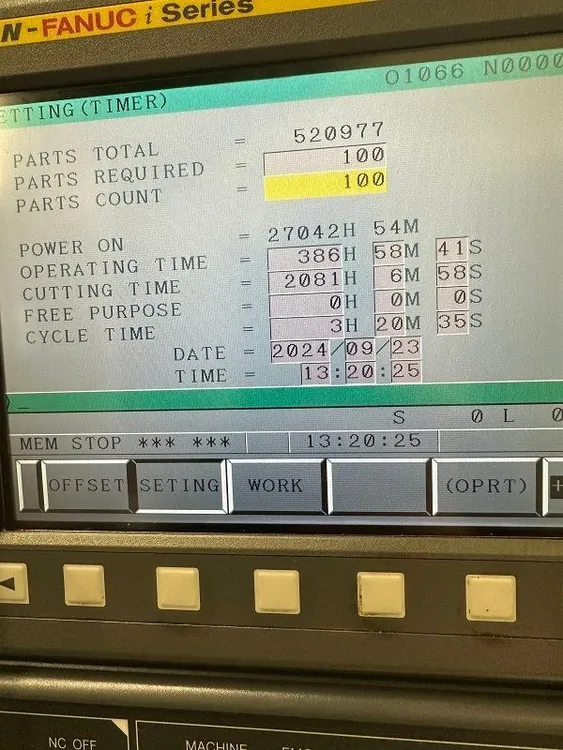 N-FANUC i Series
ETTING(TIMER) O1066 N0000
PARTS TOTAL = 520977
PARTS REQUIRED = 100
PARTS COUNT = 100
POWER ON = 27042H 54M
OPERATING TIME = 386H 58M 41S
CUTTING TIME = 2081H 6M 58S
FREE PURPOSE = 0H 0M 0S
CYCLE TIME = 3H 20M 35S
DATE = 2024/09/23
TIME = 13:20:25
>_
S 0 L 0
MEM STOP *** *** 13:20:25
OFFSET SETING WORK (OPRT) +
NC OFF MACHINE